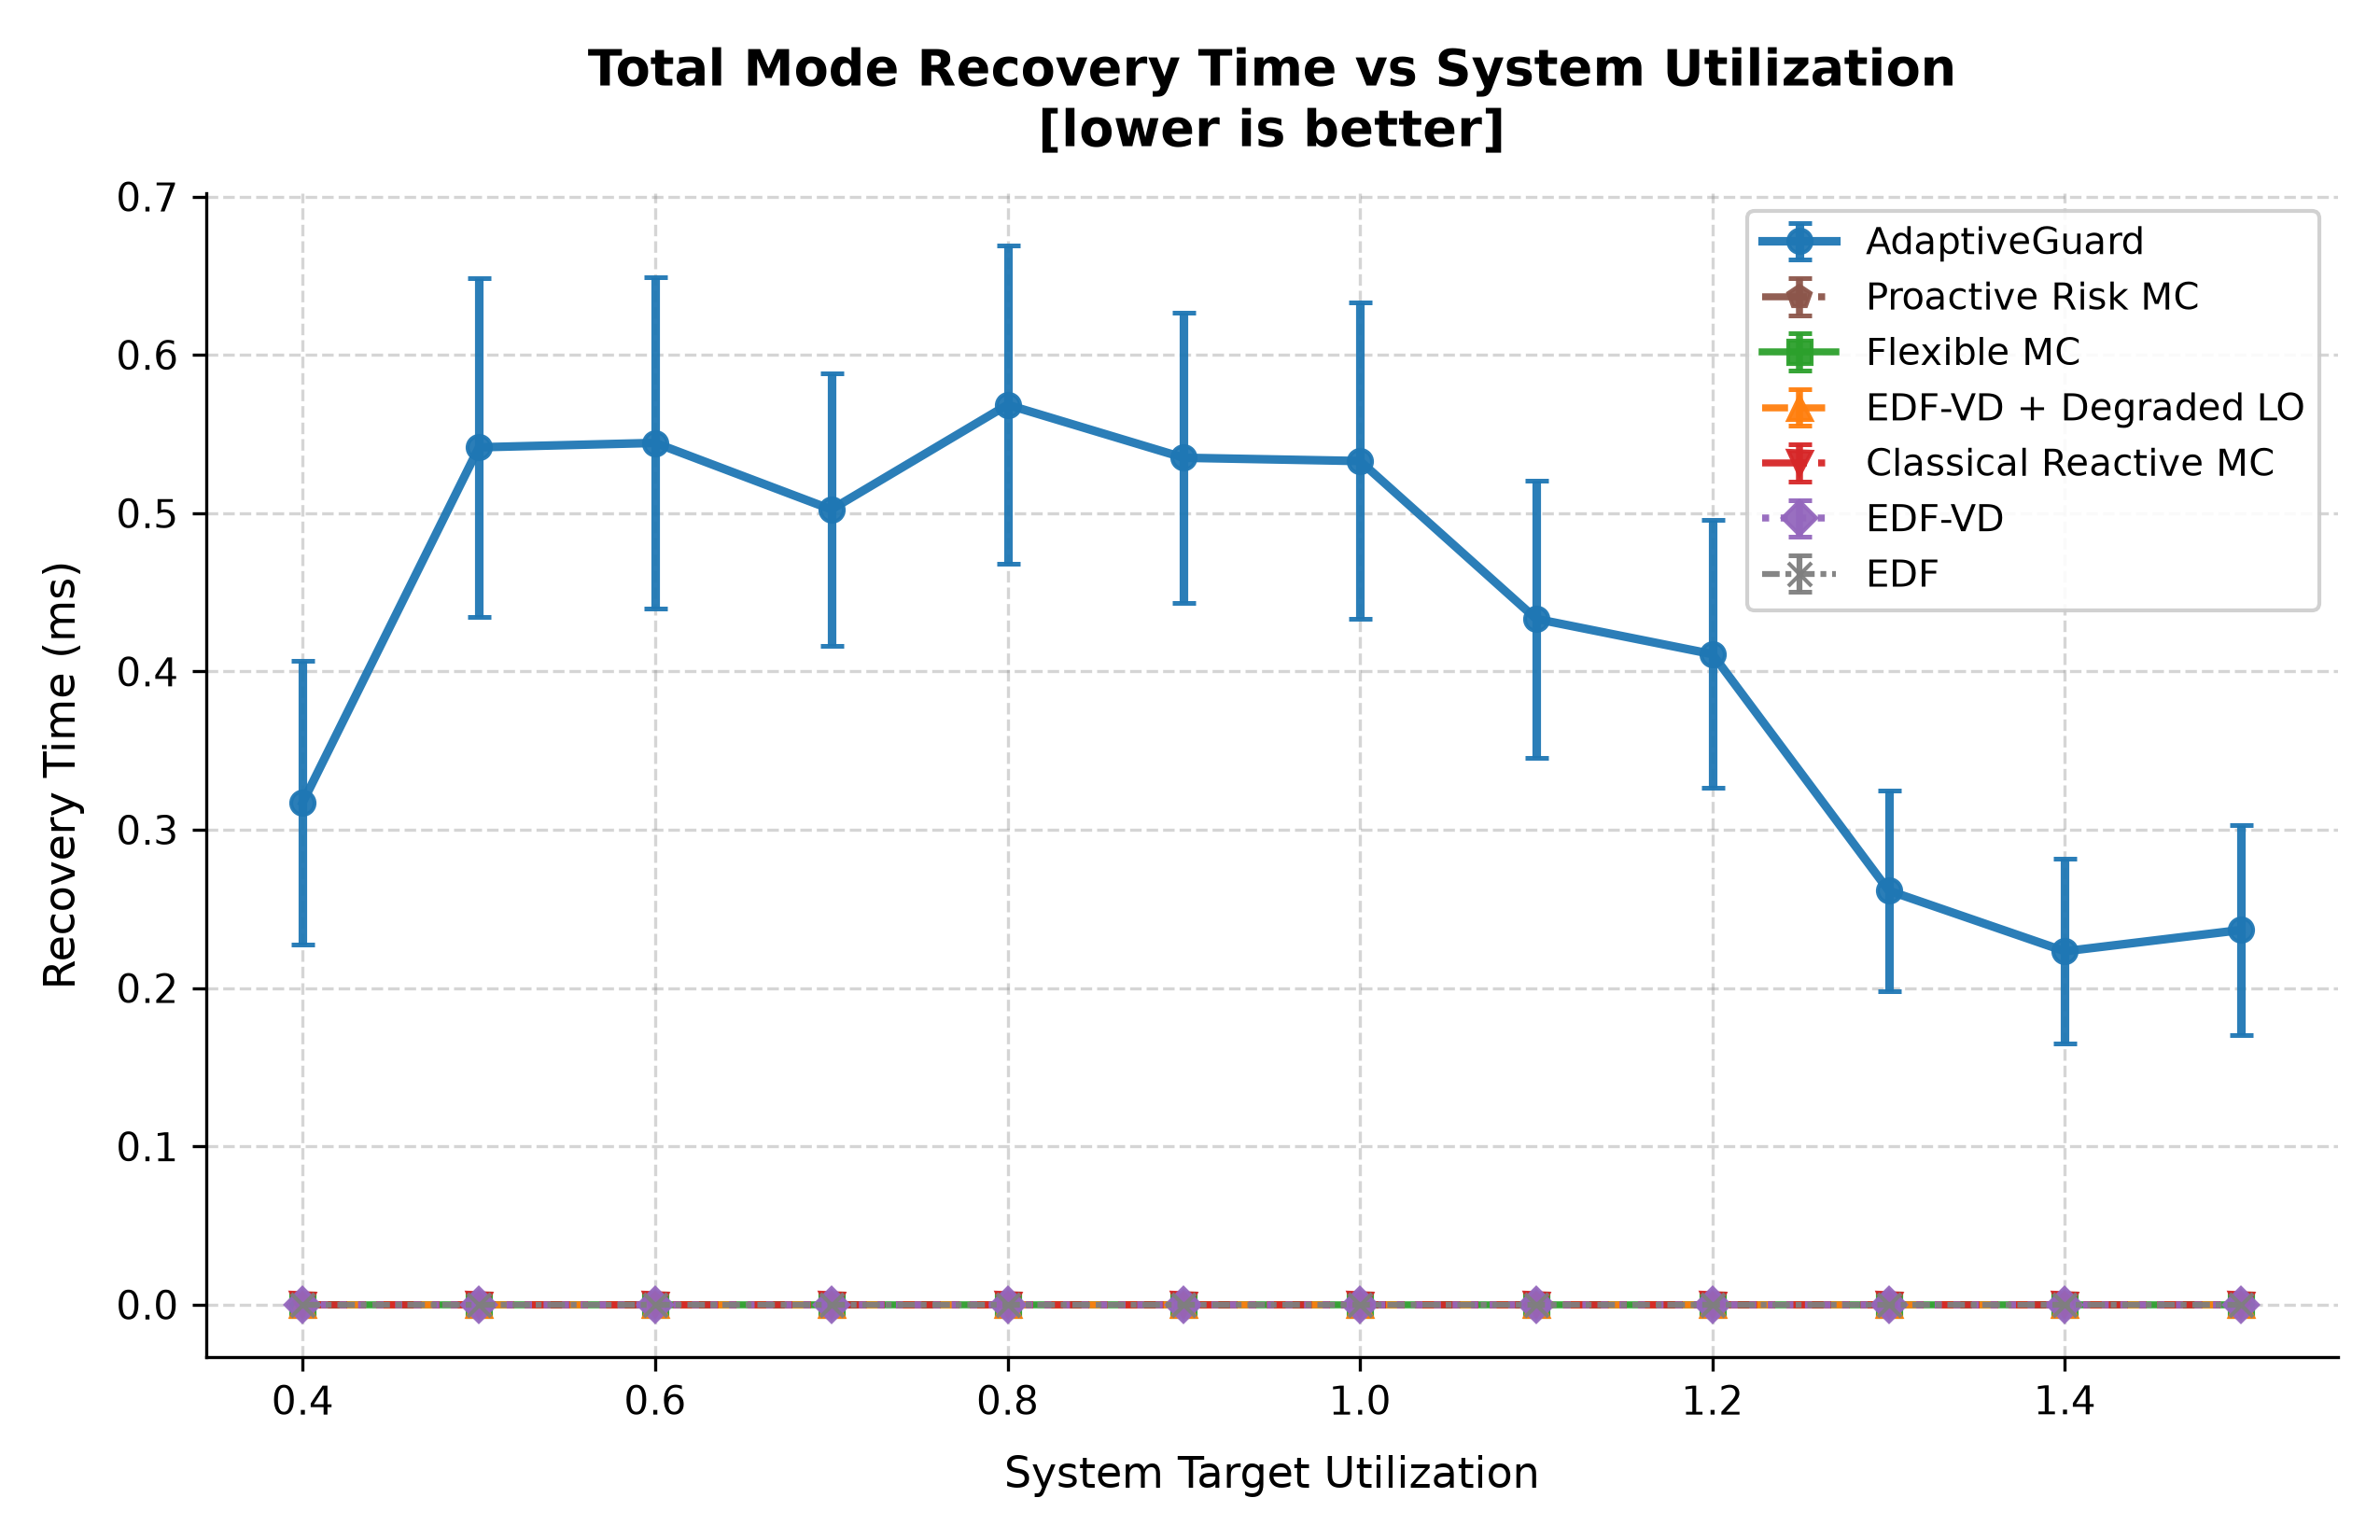 Total Mode Recovery Time vs System Utilization
[lower is better]
0.7
0.6
0.5
0.4
0.3
0.2
0.1
0.0
Recovery Time (ms)
AdaptiveGuard
Proactive Risk MC
Flexible MC
EDF-VD + Degraded LO
Classical Reactive MC
EDF-VD
EDF
0.4 0.6 0.8 1.0 1.2 1.4
System Target Utilization